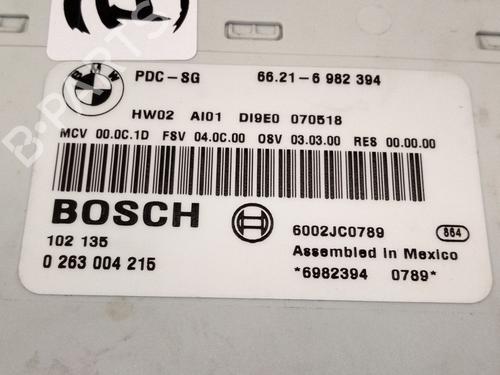 BMW
PDC-SG 66.21-6 982 394
HW02 AI01 DI9E0 070518
MCV 00.0C.1D FSV 04.0C.00 OSV 03.03.00 RES 00.00.00
BOSCH
6002JC0789 864
102 135
Assembled in Mexico
0 263 004 215
*6982394 0789*
B-PARTS